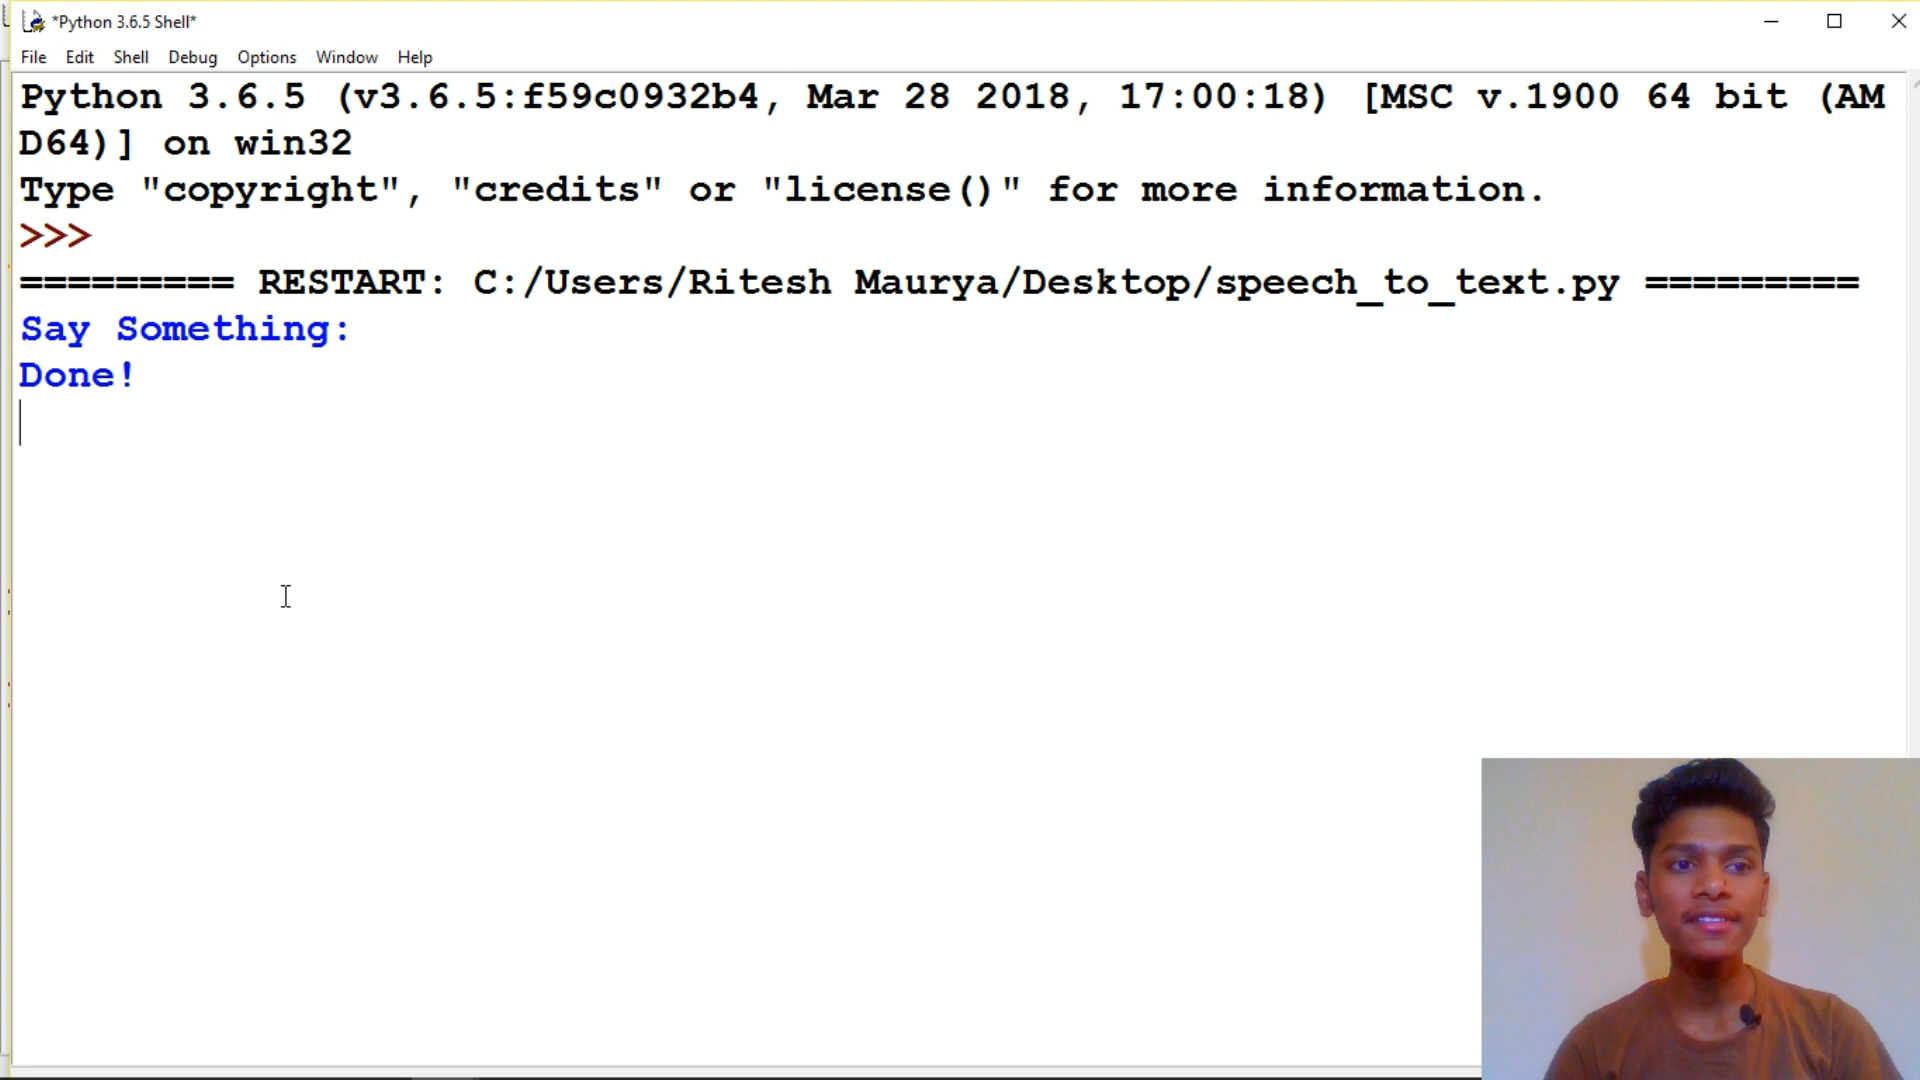 *Python 3.6.5 Shell*
File Edit Shell Debug Options Window Help
Python 3.6.5 (v3.6.5:f59c0932b4, Mar 28 2018, 17:00:18) [MSC v.1900 64 bit (AM
D64)] on win32
Type "copyright", "credits" or "license()" for more information.
>>>
========= RESTART: C:/Users/Ritesh Maurya/Desktop/speech_to_text.py =========
Say Something:
Done!